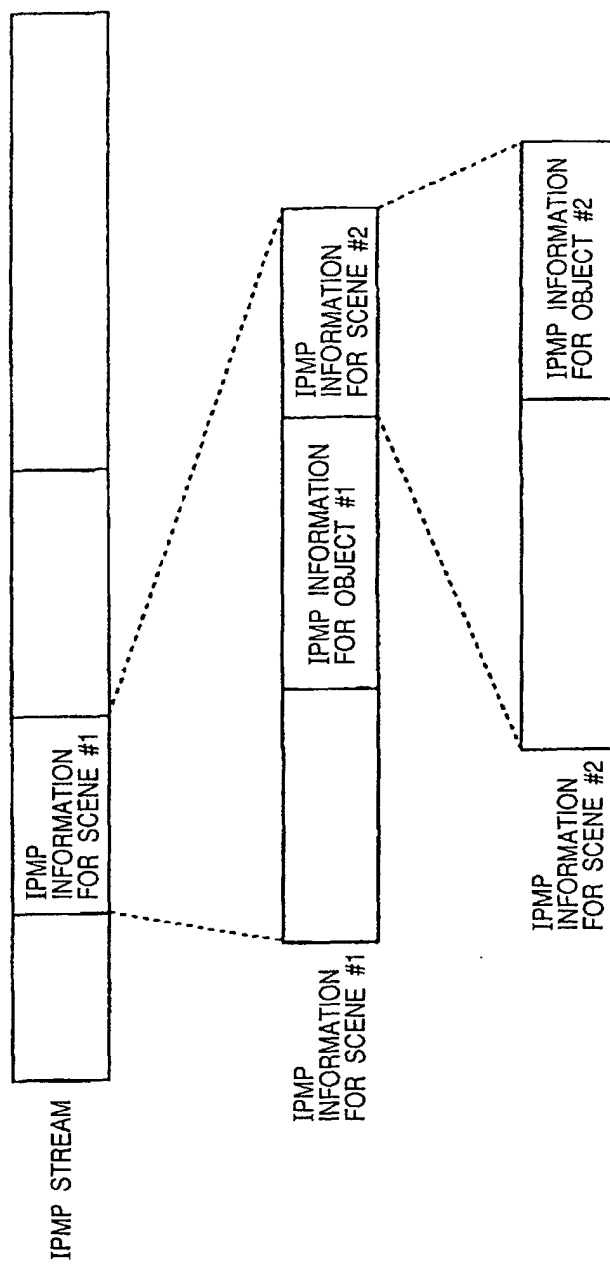 IPMP STREAM
IPMP
INFORMATION
FOR SCENE #1
IPMP
INFORMATION
FOR SCENE #1
IPMP INFORMATION
FOR OBJECT #1
IPMP
INFORMATION
FOR SCENE #2
IPMP
INFORMATION
FOR SCENE #2
IPMP INFORMATION
FOR OBJECT #2